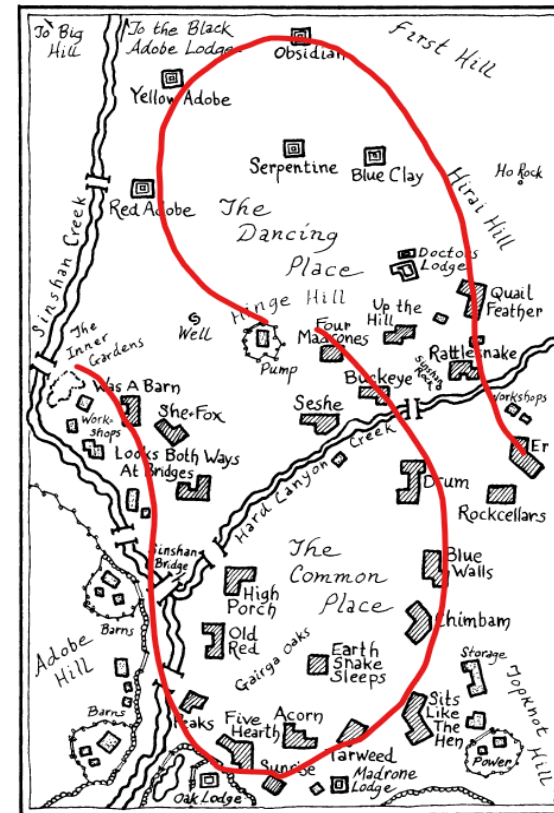 To Big
Hill
To the Black
Adobe Lodge
Obsidian
First Hill
Yellow Adobe
Serpentine
Blue Clay
Ho Rock
Hirai Hill
Red Adobe
The
Dancing
Place
Doctors
Lodge
Sinshan Creek
Quail
Feather
Hinge Hill
Up the
Hill
Well
Four
Madrones
Pump
Rattlesnake
Sinshan
Rock
The
Inner
Gardens
Buckeye
Workshops
Was A Barn
She+Fox
Seshe
Work-
shops
Er
Looks Both Ways
At Bridges
Hard Canyon
Creek
Drum
Rockcellars
Sinshan
Bridge
The
Common
Place
Blue
Walls
High
Porch
Barns
Chimbam
Old
Red
Gairga Oaks
Earth
Snake
Sleeps
Adobe
Hill
Storage
Topknot Hill
Sits
Like
The
Hen
Barns
Five
Hearth
Acorn
Tarweed
Power
Sunrise
Madrone
Lodge
Oak Lodge